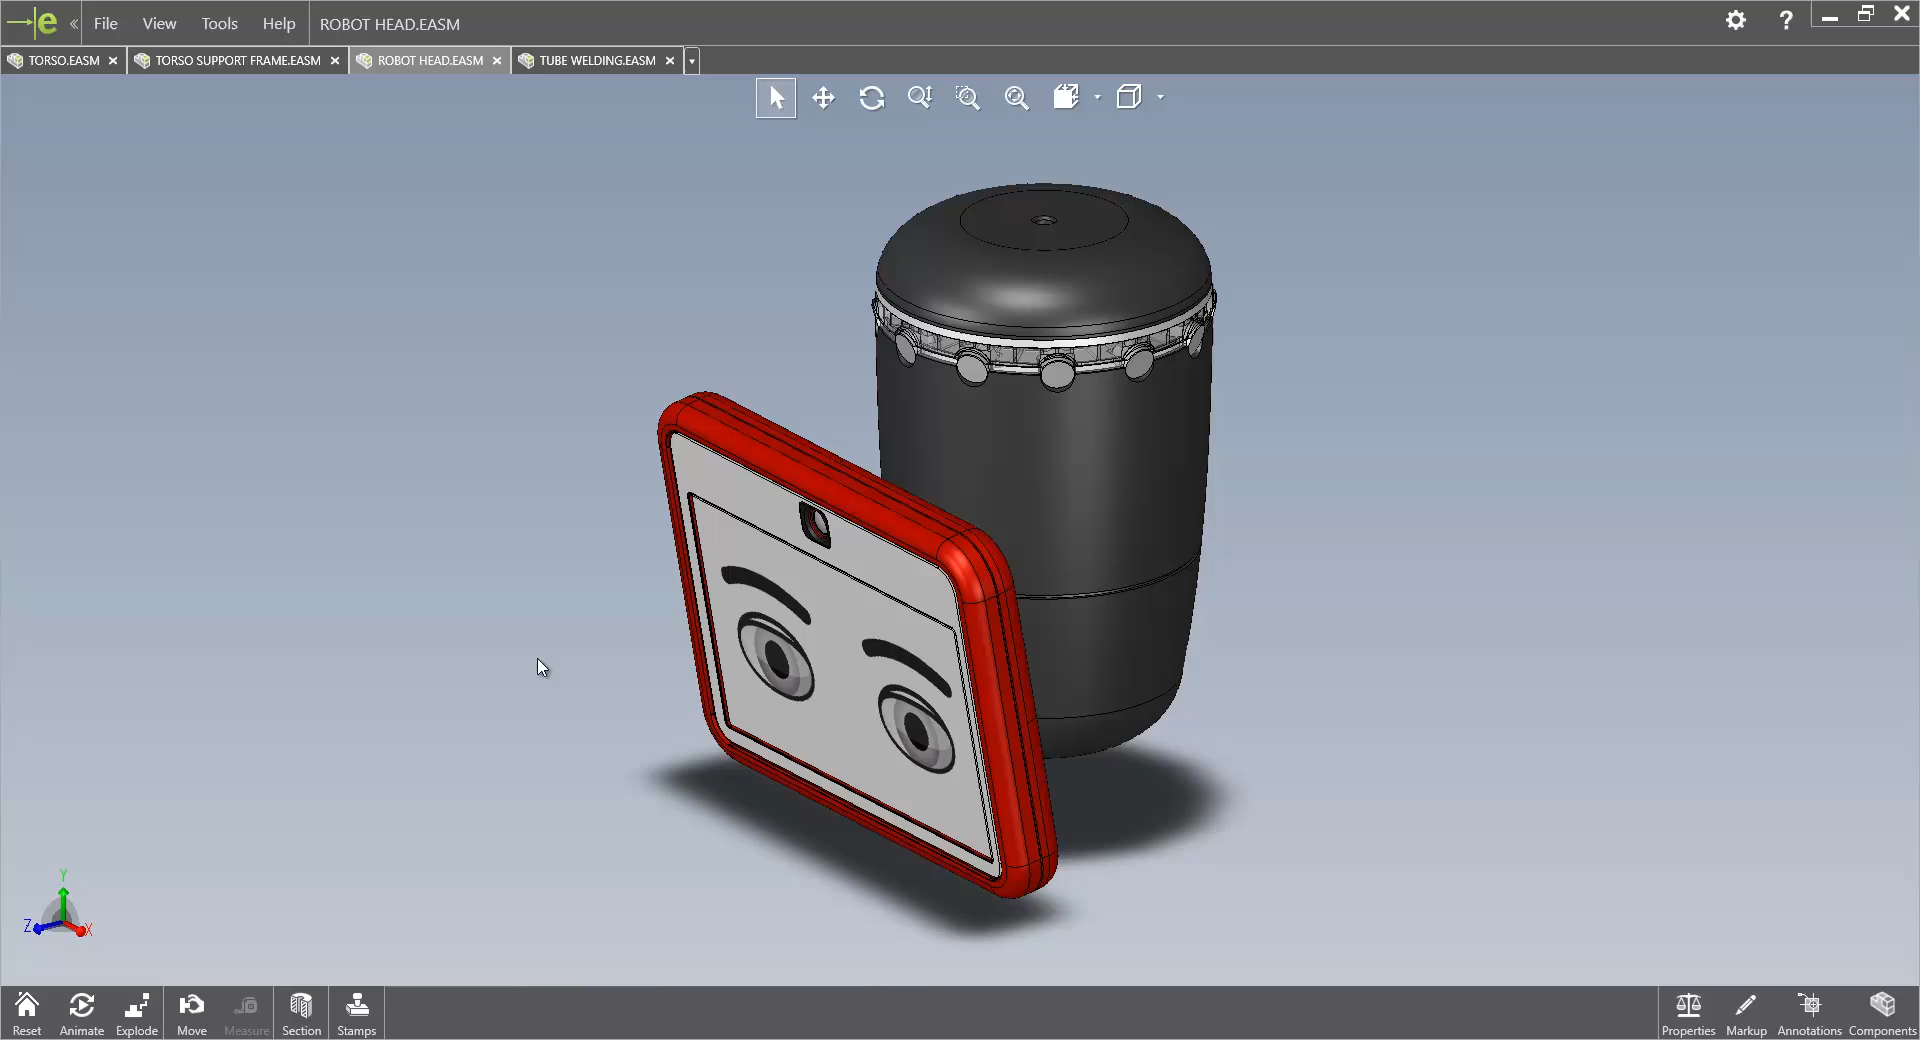 e « File View Tools Help ROBOT HEAD.EASM ?
TORSO.EASM TORSO SUPPORT FRAME.EASM ROBOT HEAD.EASM TUBE WELDING.EASM
Y
Z X
Reset Animate Explode Move Measure Section Stamps Properties Markup Annotations Components